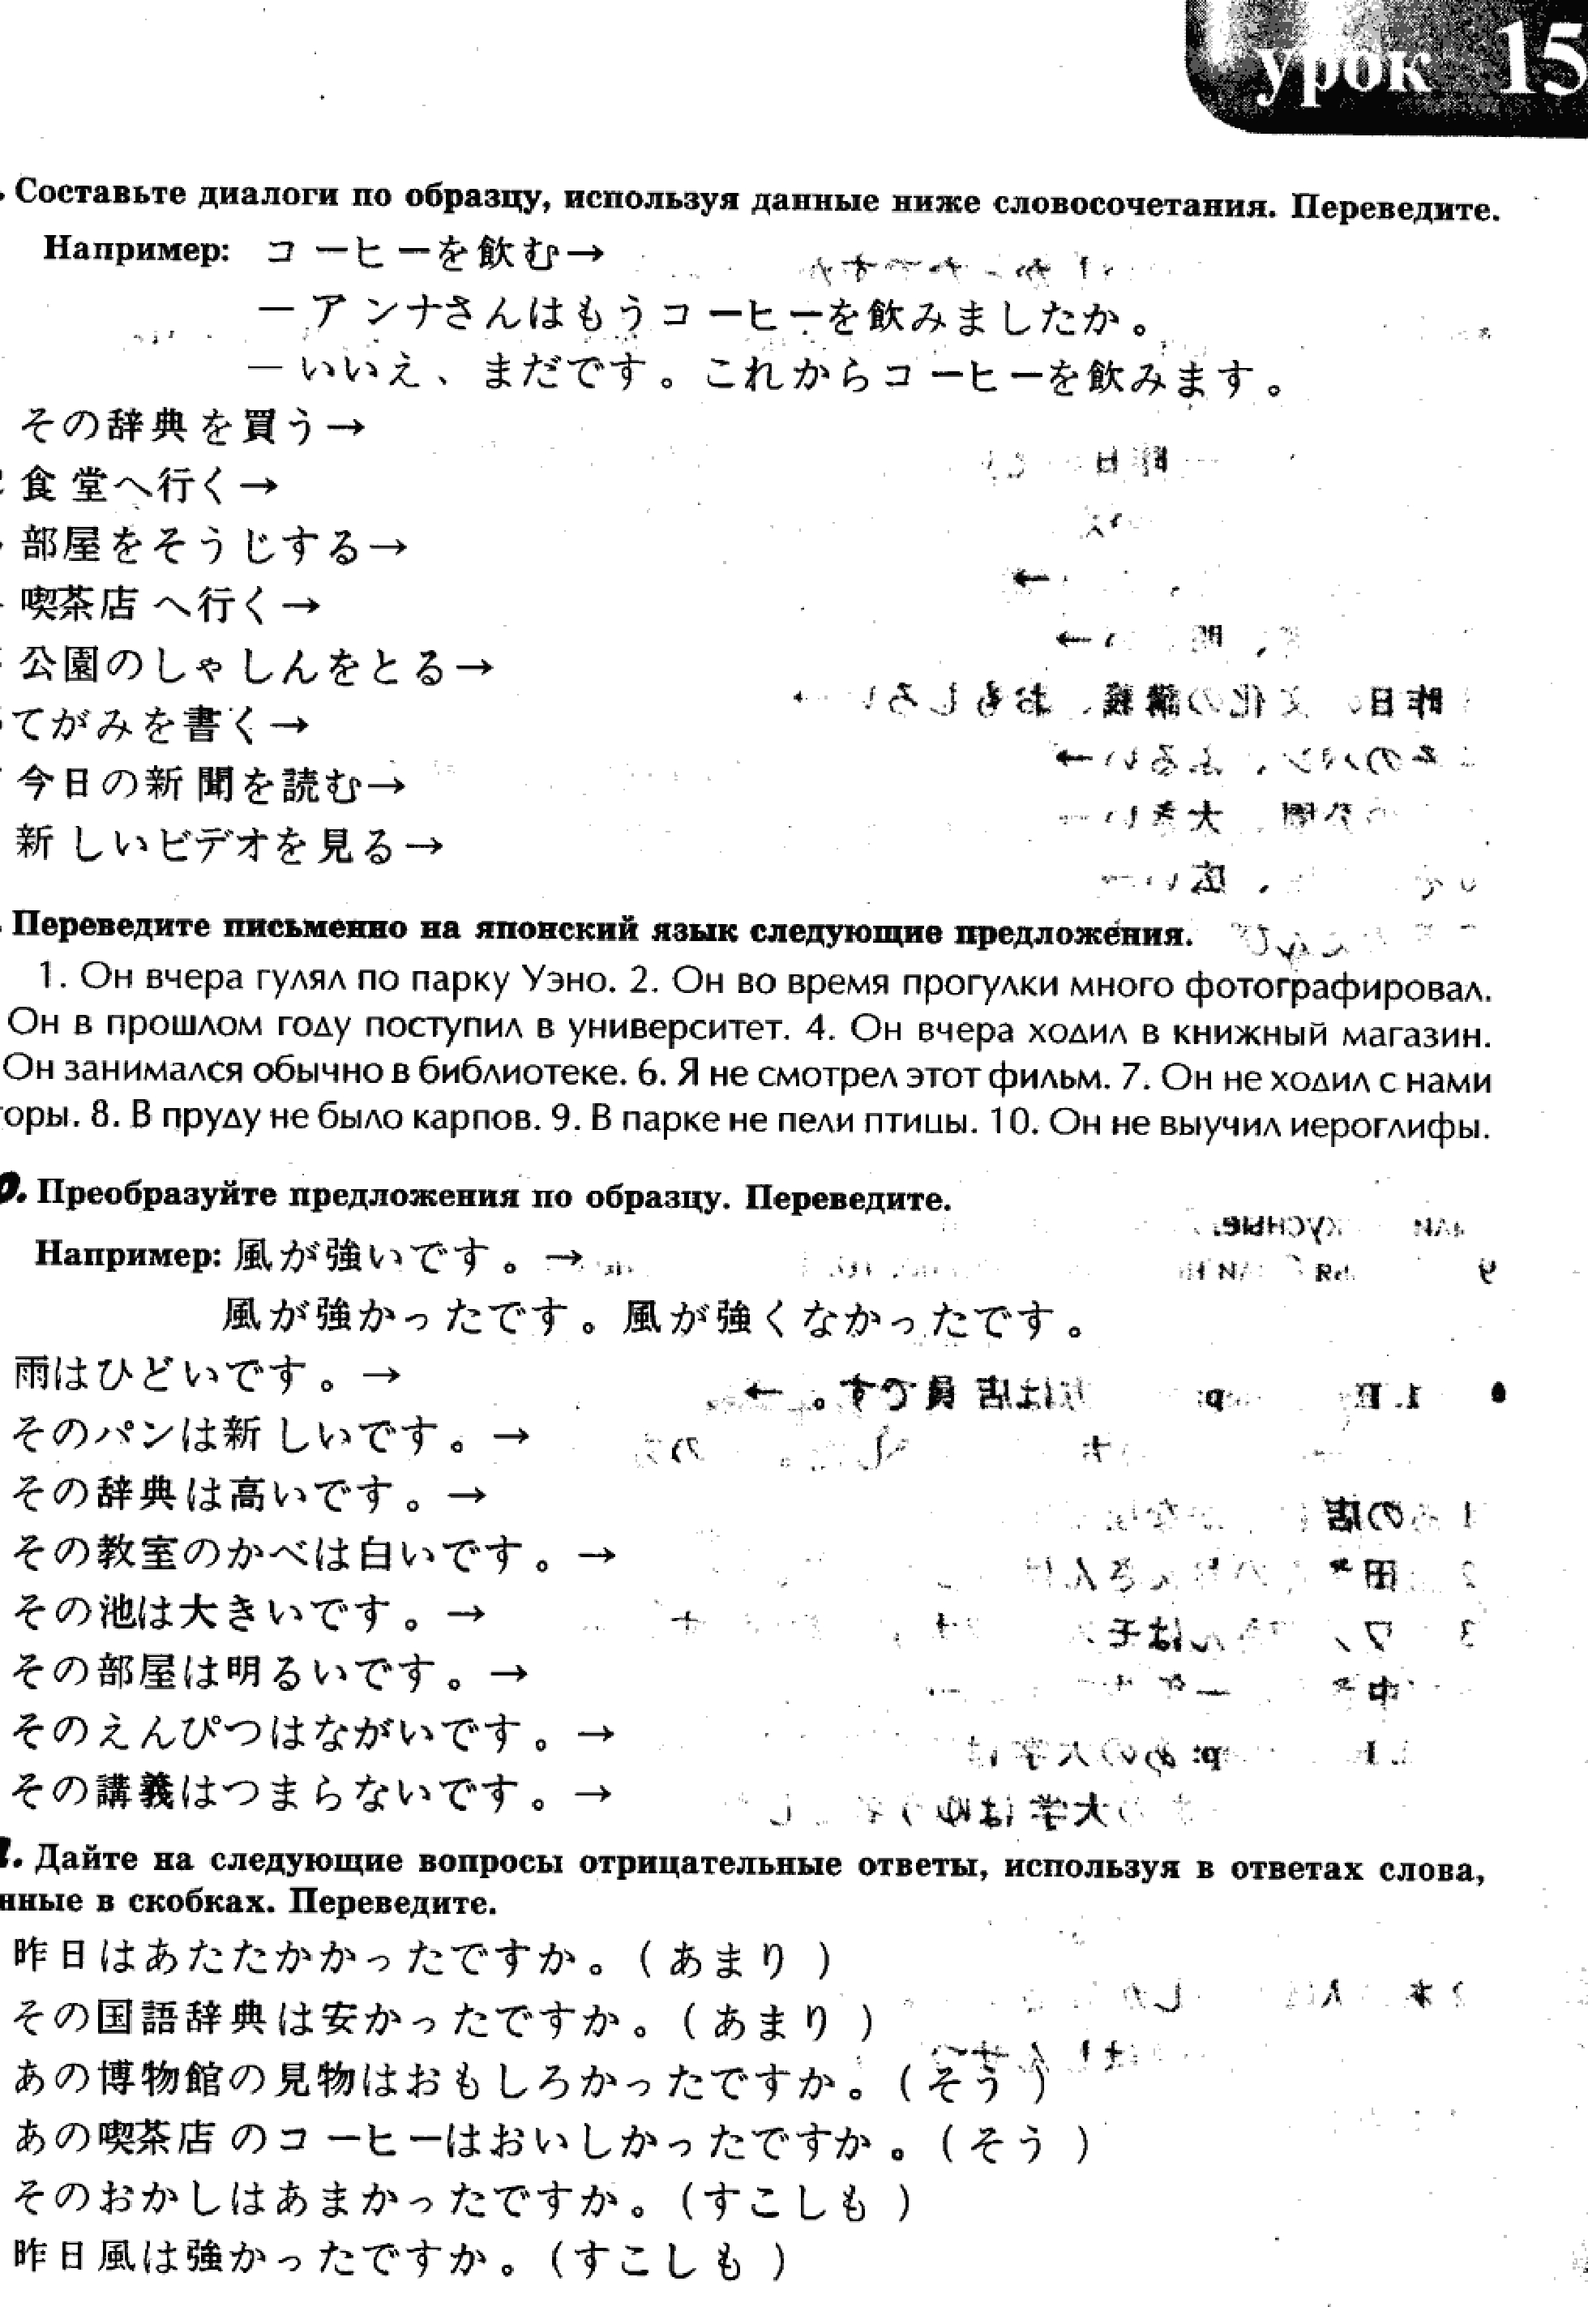 урок 15
Составьте диалоги по образцу, используя данные ниже словосочетания. Переведите.
Например: コーヒーを飲む→
— アンナさんはもうコーヒーを飲みましたか。
— いいえ、まだです。これからコーヒーを飲みます。
その辞典を買う→
食堂へ行く→
部屋をそうじする→
喫茶店へ行く→
公園のしゃしんをとる→
てがみを書く→
今日の新聞を読む→
新しいビデオを見る→
Переведите письменно на японский язык следующие предложения.
1. Он вчера гулял по парку Уэно. 2. Он во время прогулки много фотографировал.
Он в прошлом году поступил в университет. 4. Он вчера ходил в книжный магазин.
Он занимался обычно в библиотеке. 6. Я не смотрел этот фильм. 7. Он не ходил с нами
горы. 8. В пруду не было карпов. 9. В парке не пели птицы. 10. Он не выучил иероглифы.
0. Преобразуйте предложения по образцу. Переведите.
Например: 風が強いです。→
風が強かったです。風が強くなかったです。
雨はひどいです。→
そのパンは新しいです。→
その辞典は高いです。→
その教室のかべは白いです。→
その池は大きいです。→
その部屋は明るいです。→
そのえんぴつはながいです。→
その講義はつまらないです。→
1. Дайте на следующие вопросы отрицательные ответы, используя в ответах слова,
нные в скобках. Переведите.
昨日はあたたかかったですか。(あまり)
その国語辞典は安かったですか。(あまり)
あの博物館の見物はおもしろかったですか。(そう)
あの喫茶店のコーヒーはおいしかったですか。(そう)
そのおかしはあまかったですか。(すこしも)
昨日風は強かったですか。(すこしも)